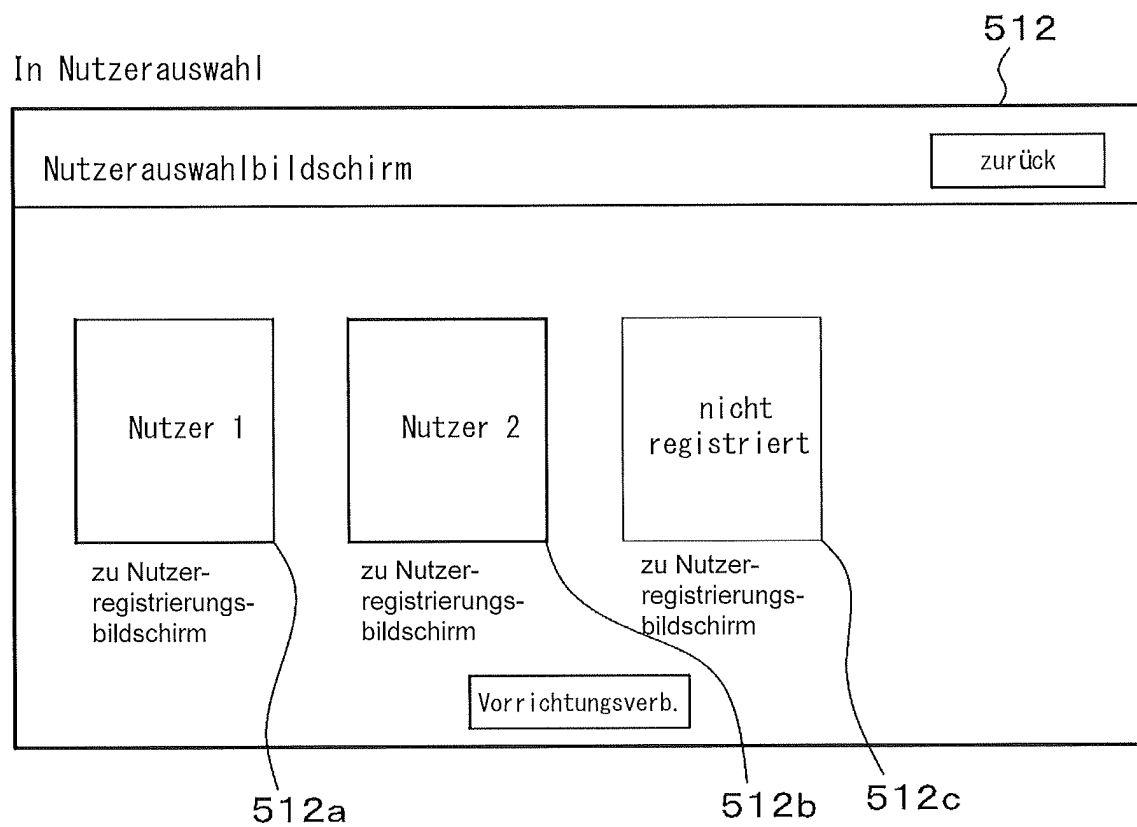 512
In Nutzerauswahl
Nutzerauswahlbildschirm
zurück
Nutzer 1
Nutzer 2
nicht
registriert
zu Nutzer-
registrierungs-
bildschirm
zu Nutzer-
registrierungs-
bildschirm
zu Nutzer-
registrierungs-
bildschirm
Vorrichtungsverb.
512a
512b
512c